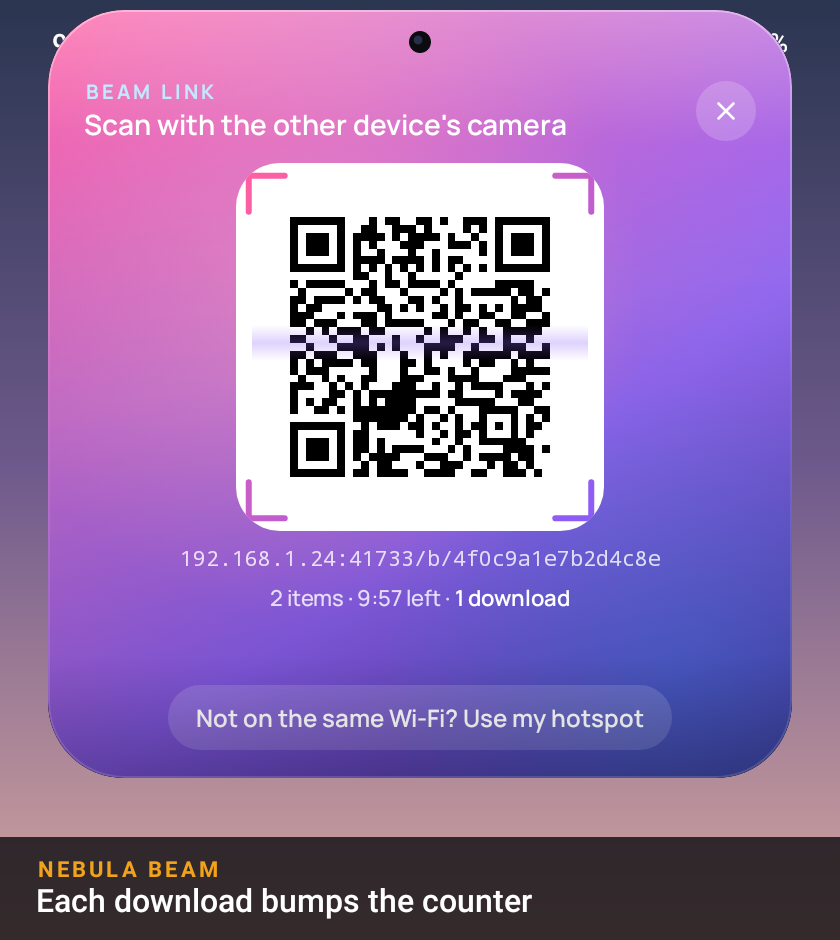 BEAM LINK
Scan with the other device's camera
192.168.1.24:41733/b/4f0c9a1e7b2d4c8e
2 items · 9:57 left · 1 download
Not on the same Wi-Fi? Use my hotspot
NEBULA BEAM
Each download bumps the counter